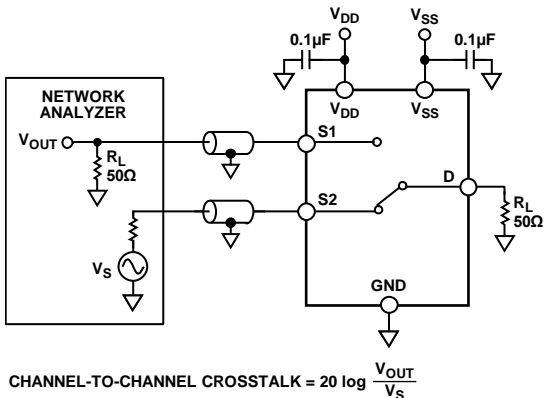 VDD
VSS
0.1µF
0.1µF
VDD
VSS
NETWORK
ANALYZER
VOUT
RL
50Ω
S1
S2
D
RL
50Ω
VS
GND
CHANNEL-TO-CHANNEL CROSSTALK = 20 log VOUT
VS